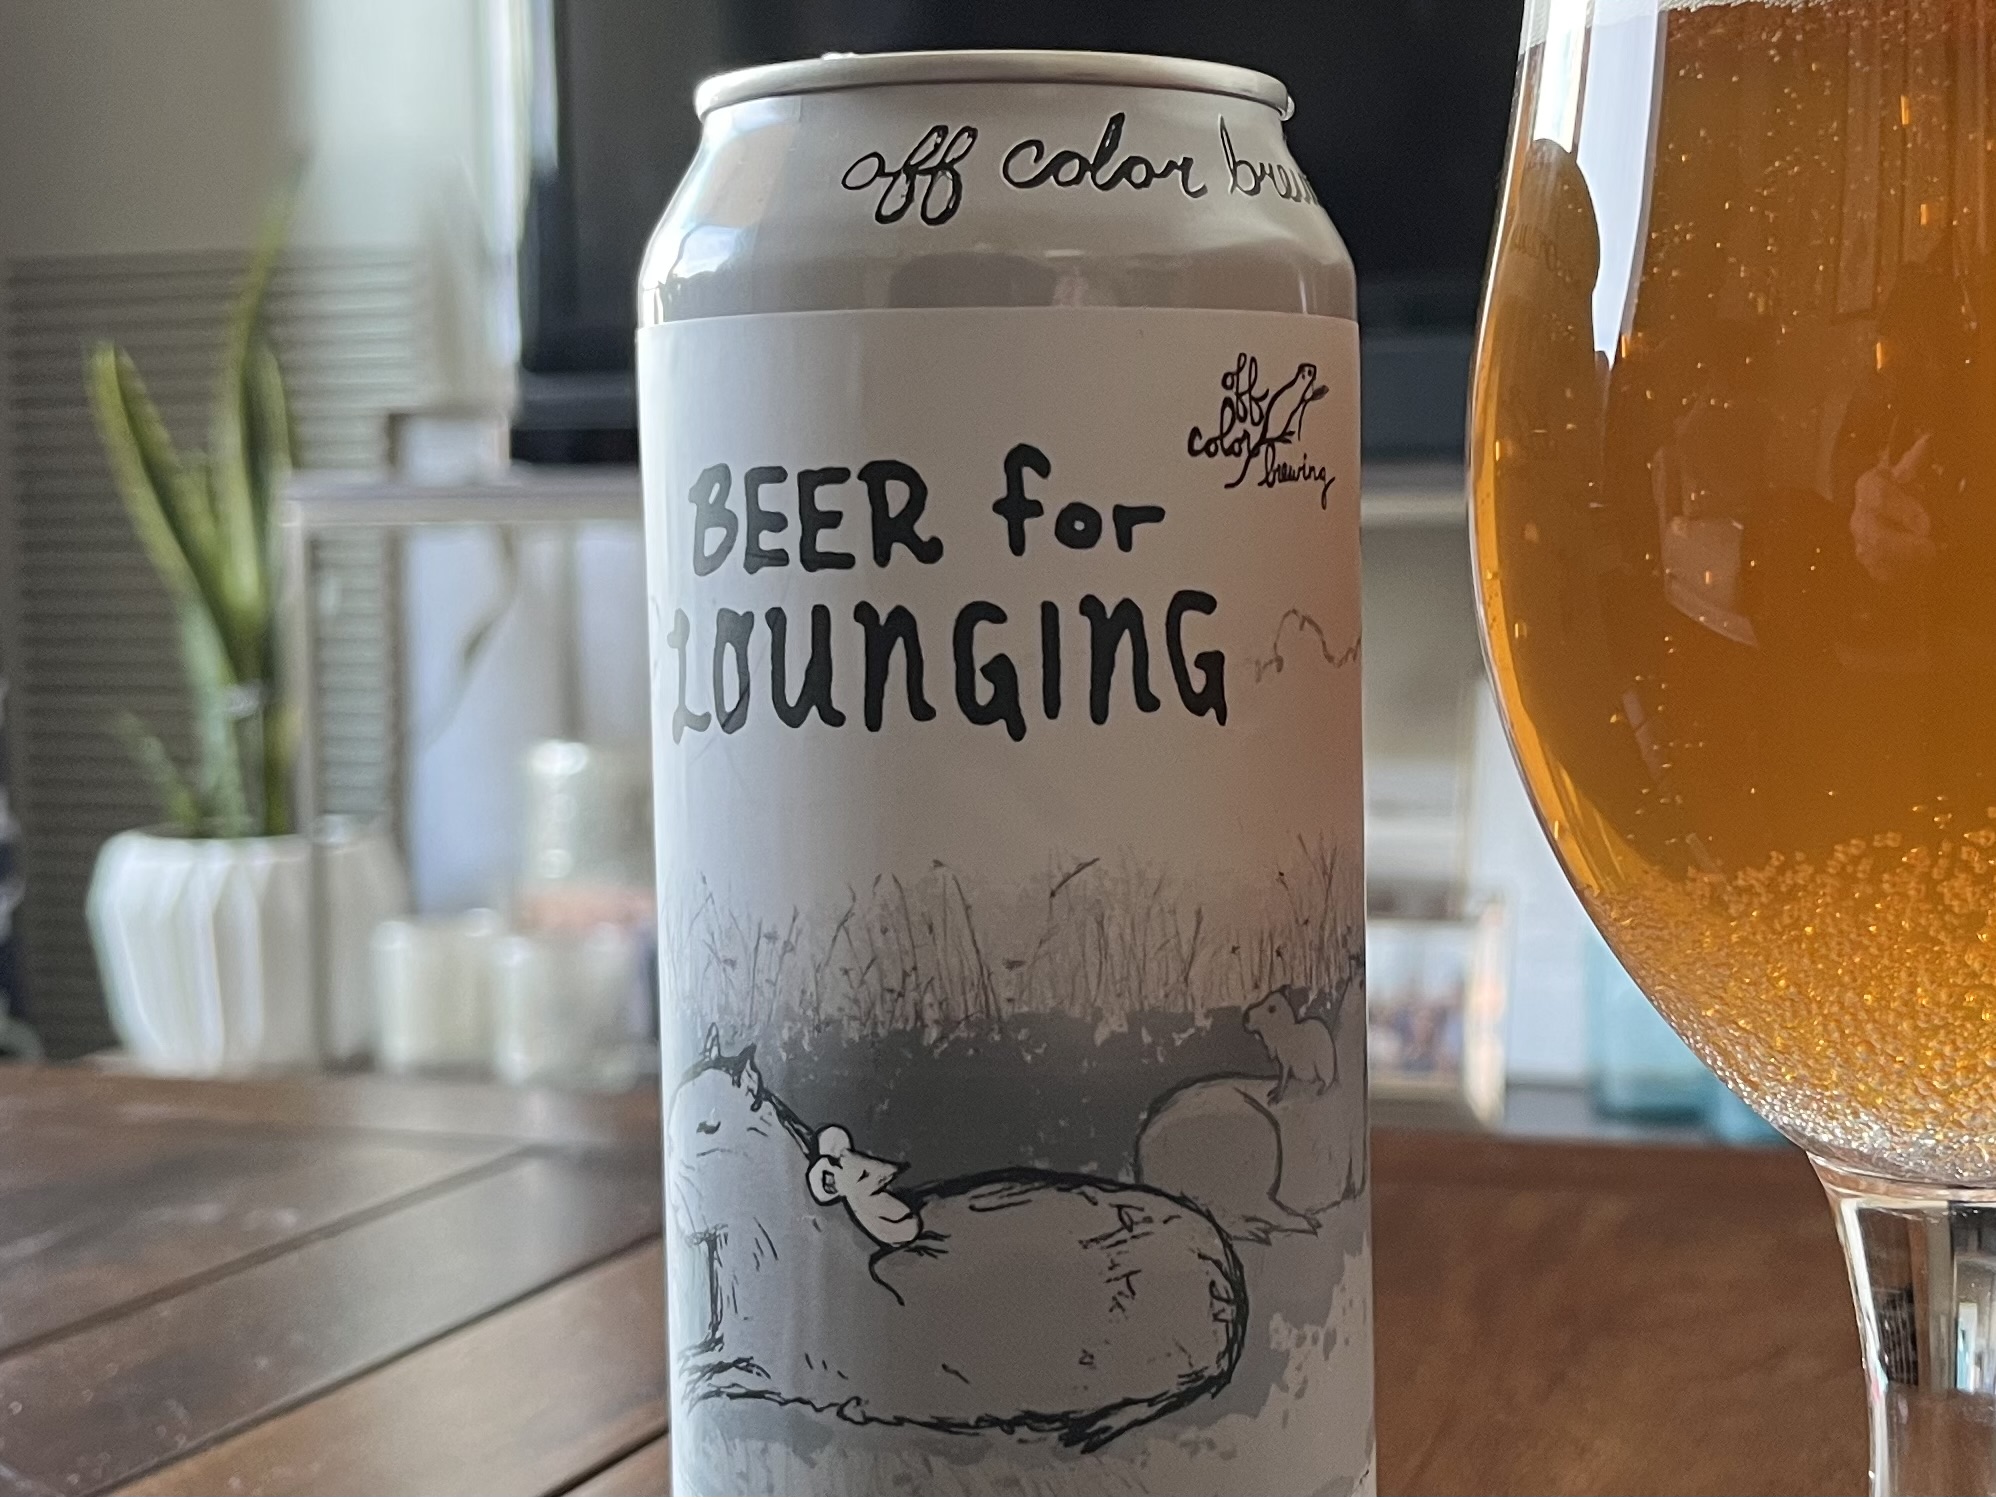 off color brew
BEER for
LOUNGING
off
color
brewing